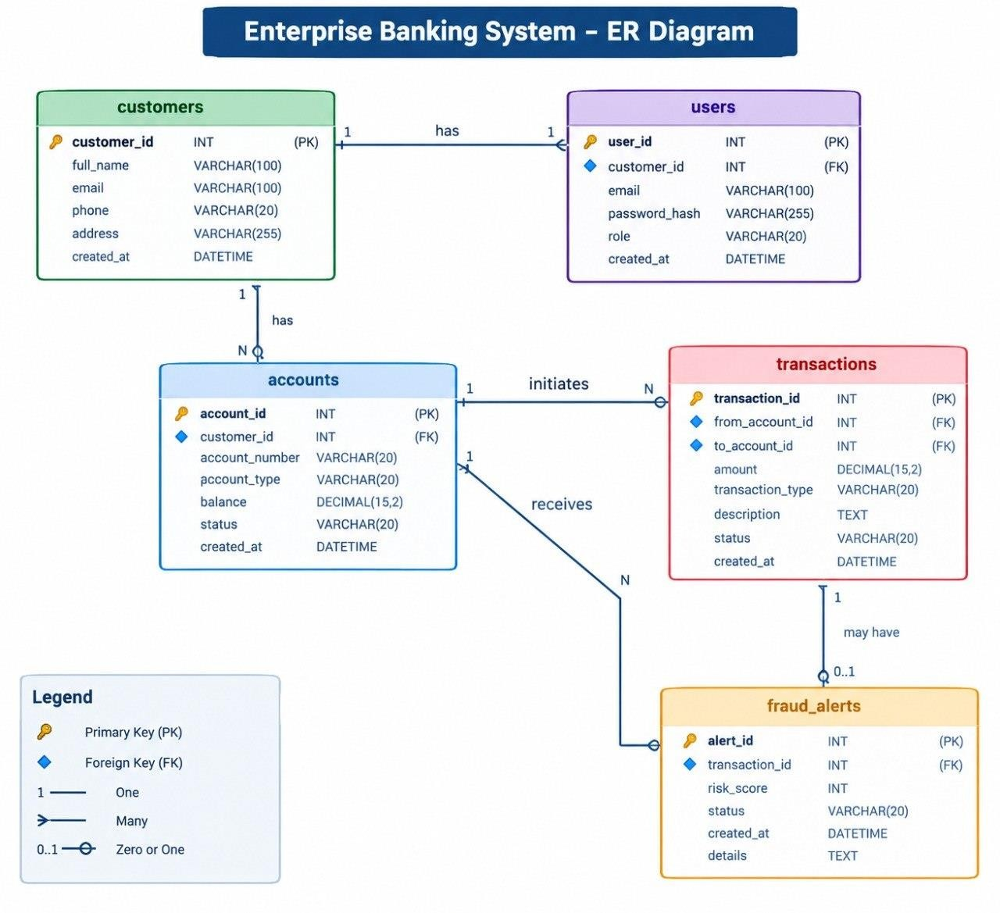 Enterprise Banking System – ER Diagram
customers
customer_id INT (PK)
full_name VARCHAR(100)
email VARCHAR(100)
phone VARCHAR(20)
address VARCHAR(255)
created_at DATETIME
1 has 1
users
user_id INT (PK)
customer_id INT (FK)
email VARCHAR(100)
password_hash VARCHAR(255)
role VARCHAR(20)
created_at DATETIME
1
has
N
accounts
account_id INT (PK)
customer_id INT (FK)
account_number VARCHAR(20)
account_type VARCHAR(20)
balance DECIMAL(15,2)
status VARCHAR(20)
created_at DATETIME
1 initiates N
transactions
transaction_id INT (PK)
from_account_id INT (FK)
to_account_id INT (FK)
amount DECIMAL(15,2)
transaction_type VARCHAR(20)
description TEXT
status VARCHAR(20)
created_at DATETIME
1
receives
N
1
may have
0..1
fraud_alerts
alert_id INT (PK)
transaction_id INT (FK)
risk_score INT
status VARCHAR(20)
created_at DATETIME
details TEXT
Legend
Primary Key (PK)
Foreign Key (FK)
1 One
Many
0..1 Zero or One